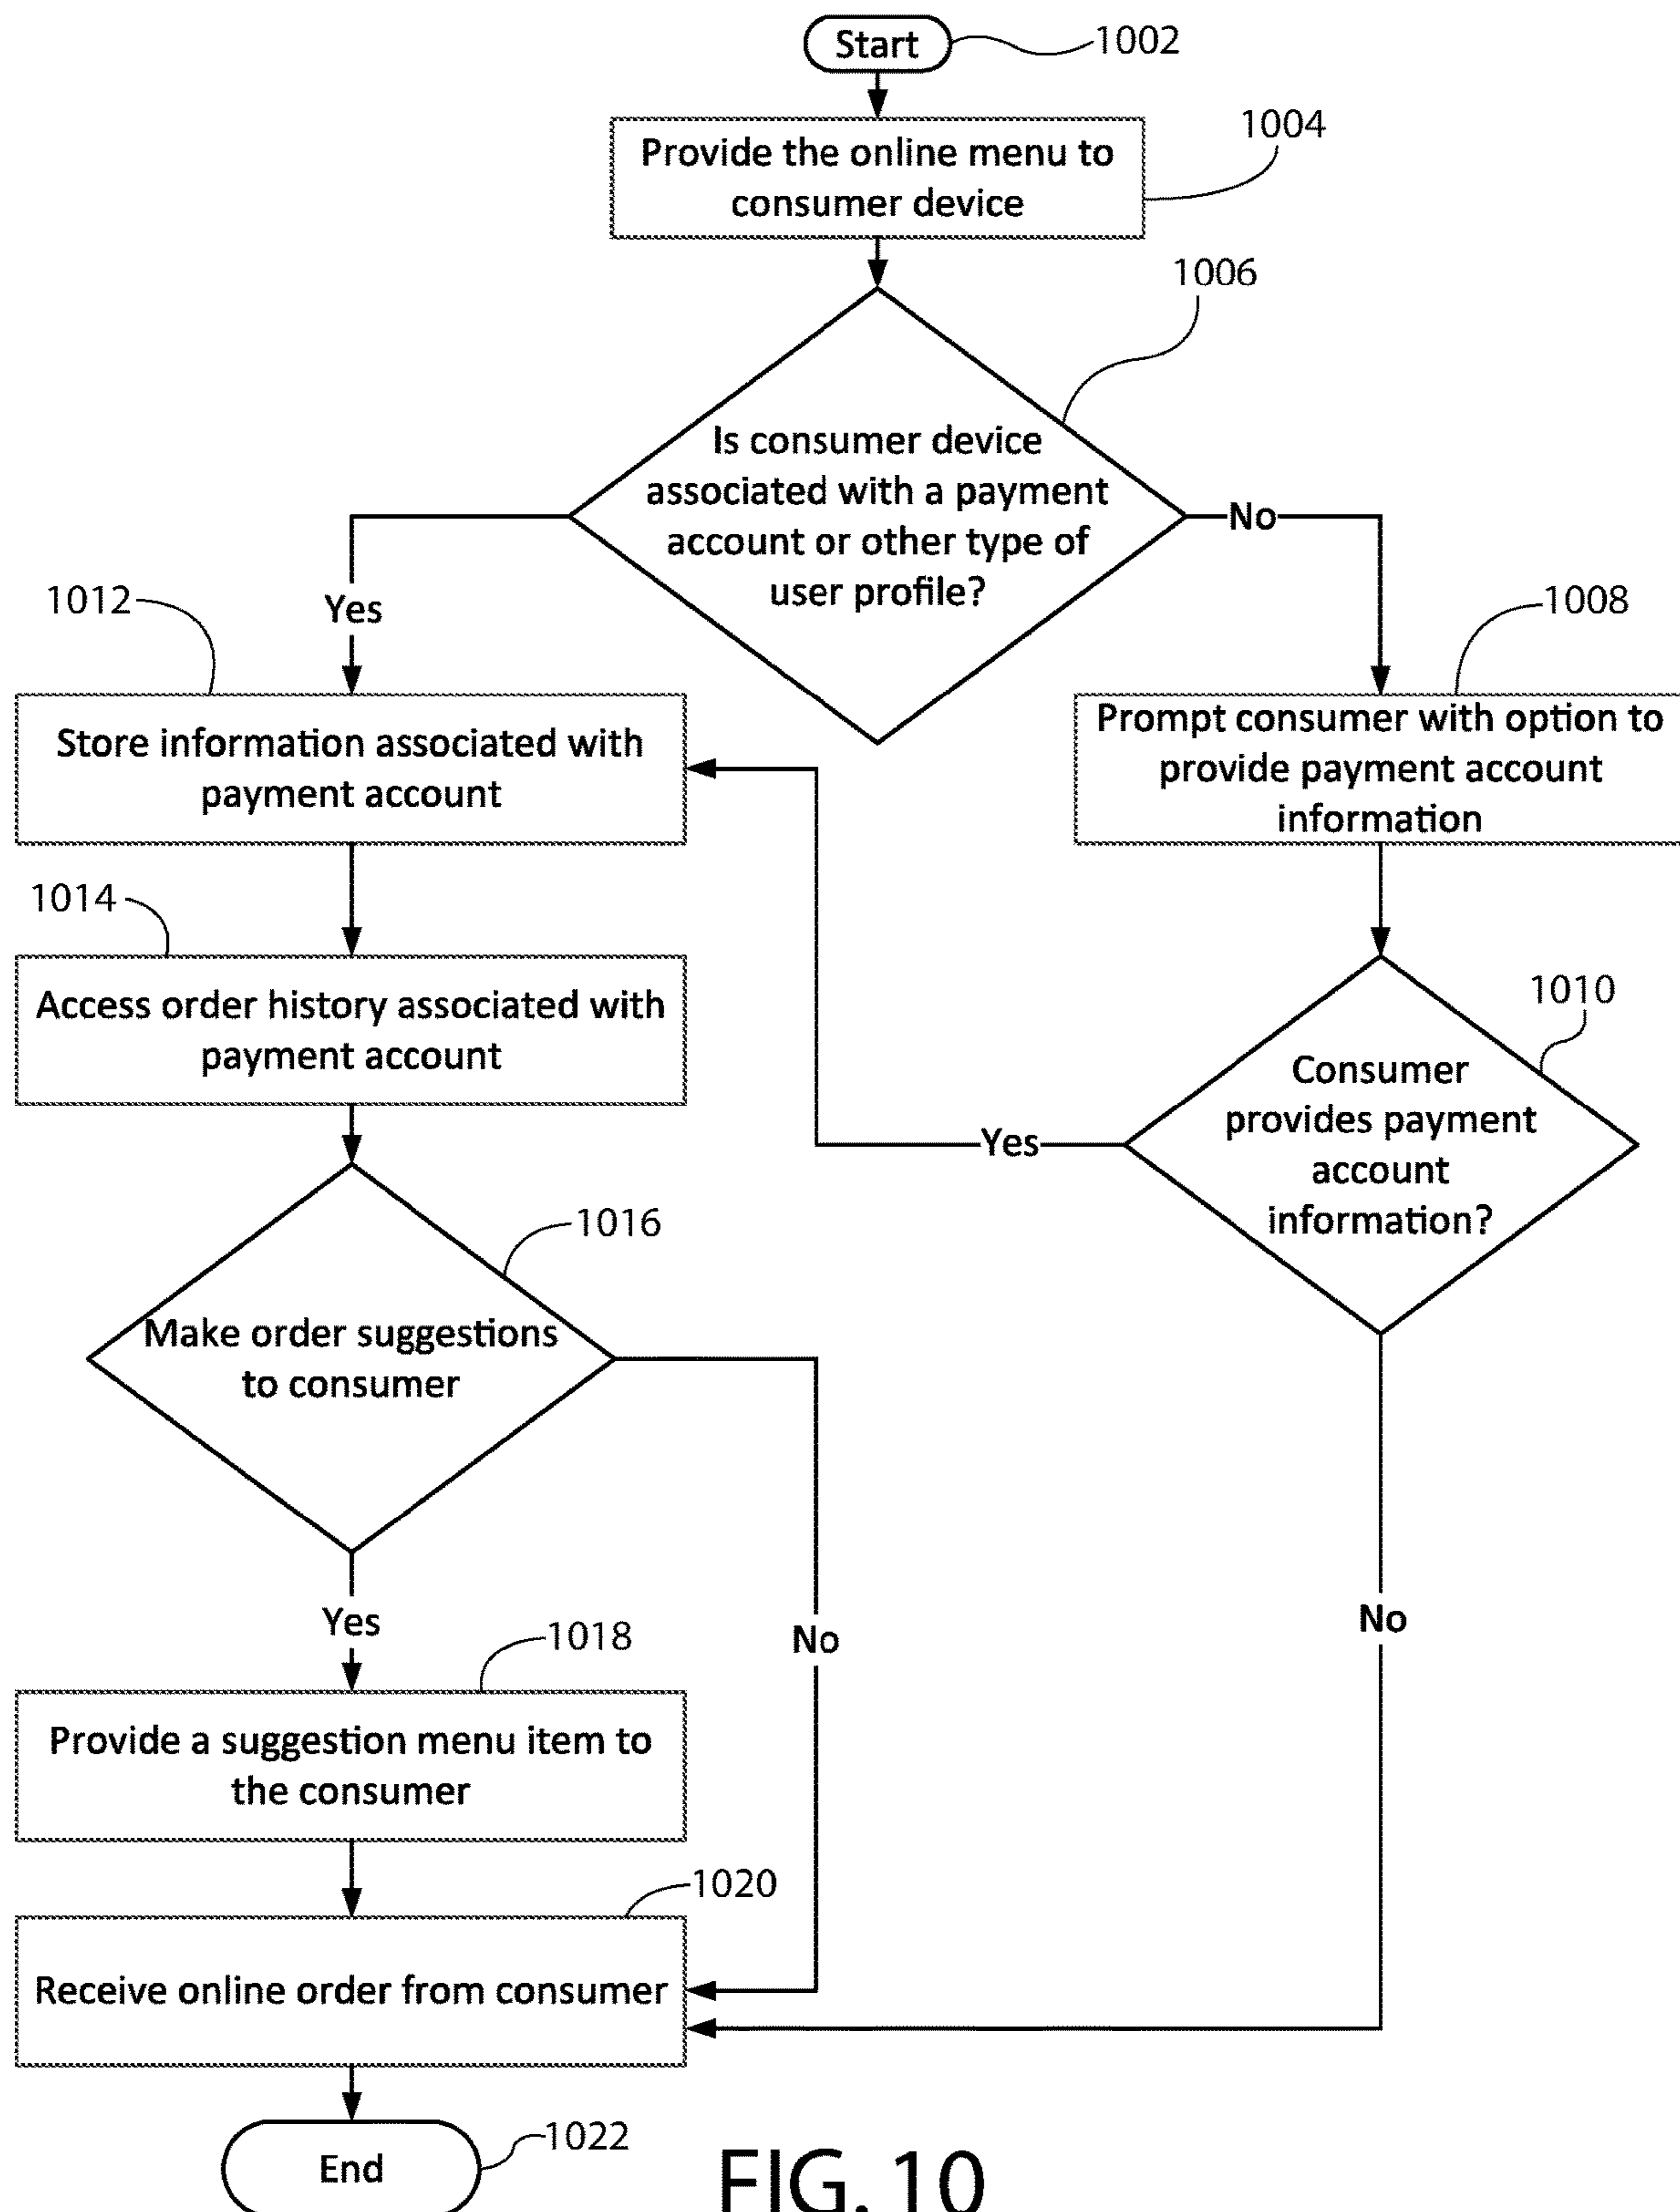 Start
1002
Provide the online menu to
consumer device
1004
1006
Is consumer device
associated with a payment
account or other type of
user profile?
No
Yes
1012
1008
Store information associated with
payment account
Prompt consumer with option to
provide payment account
information
1014
Access order history associated with
payment account
1010
Consumer
provides payment
account
information?
Yes
1016
Make order suggestions
to consumer
Yes
No
No
1018
Provide a suggestion menu item to
the consumer
1020
Receive online order from consumer
End
1022
FIG. 10